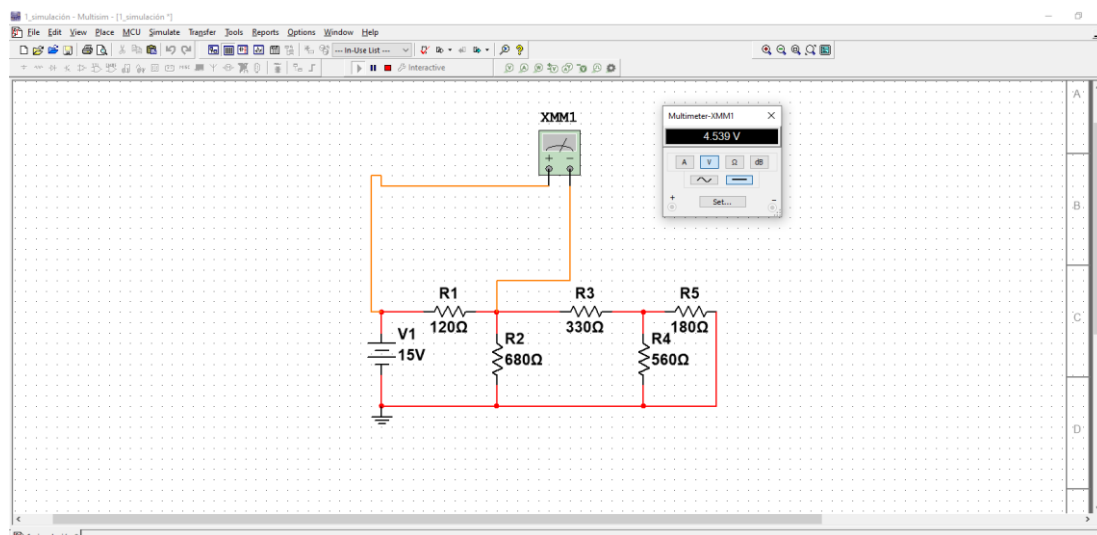 1_simulación - Multisim - [1_simulación *]
File Edit View Place MCU Simulate Transfer Tools Reports Options Window Help
--- In-Use List ---
Interactive
A
XMM1
Multimeter-XMM1
4.539 V
A V Ω dB
+ Set... -
+ -
B
R1
120Ω
R3
330Ω
R5
180Ω
C
V1
15V
R2
680Ω
R4
560Ω
D